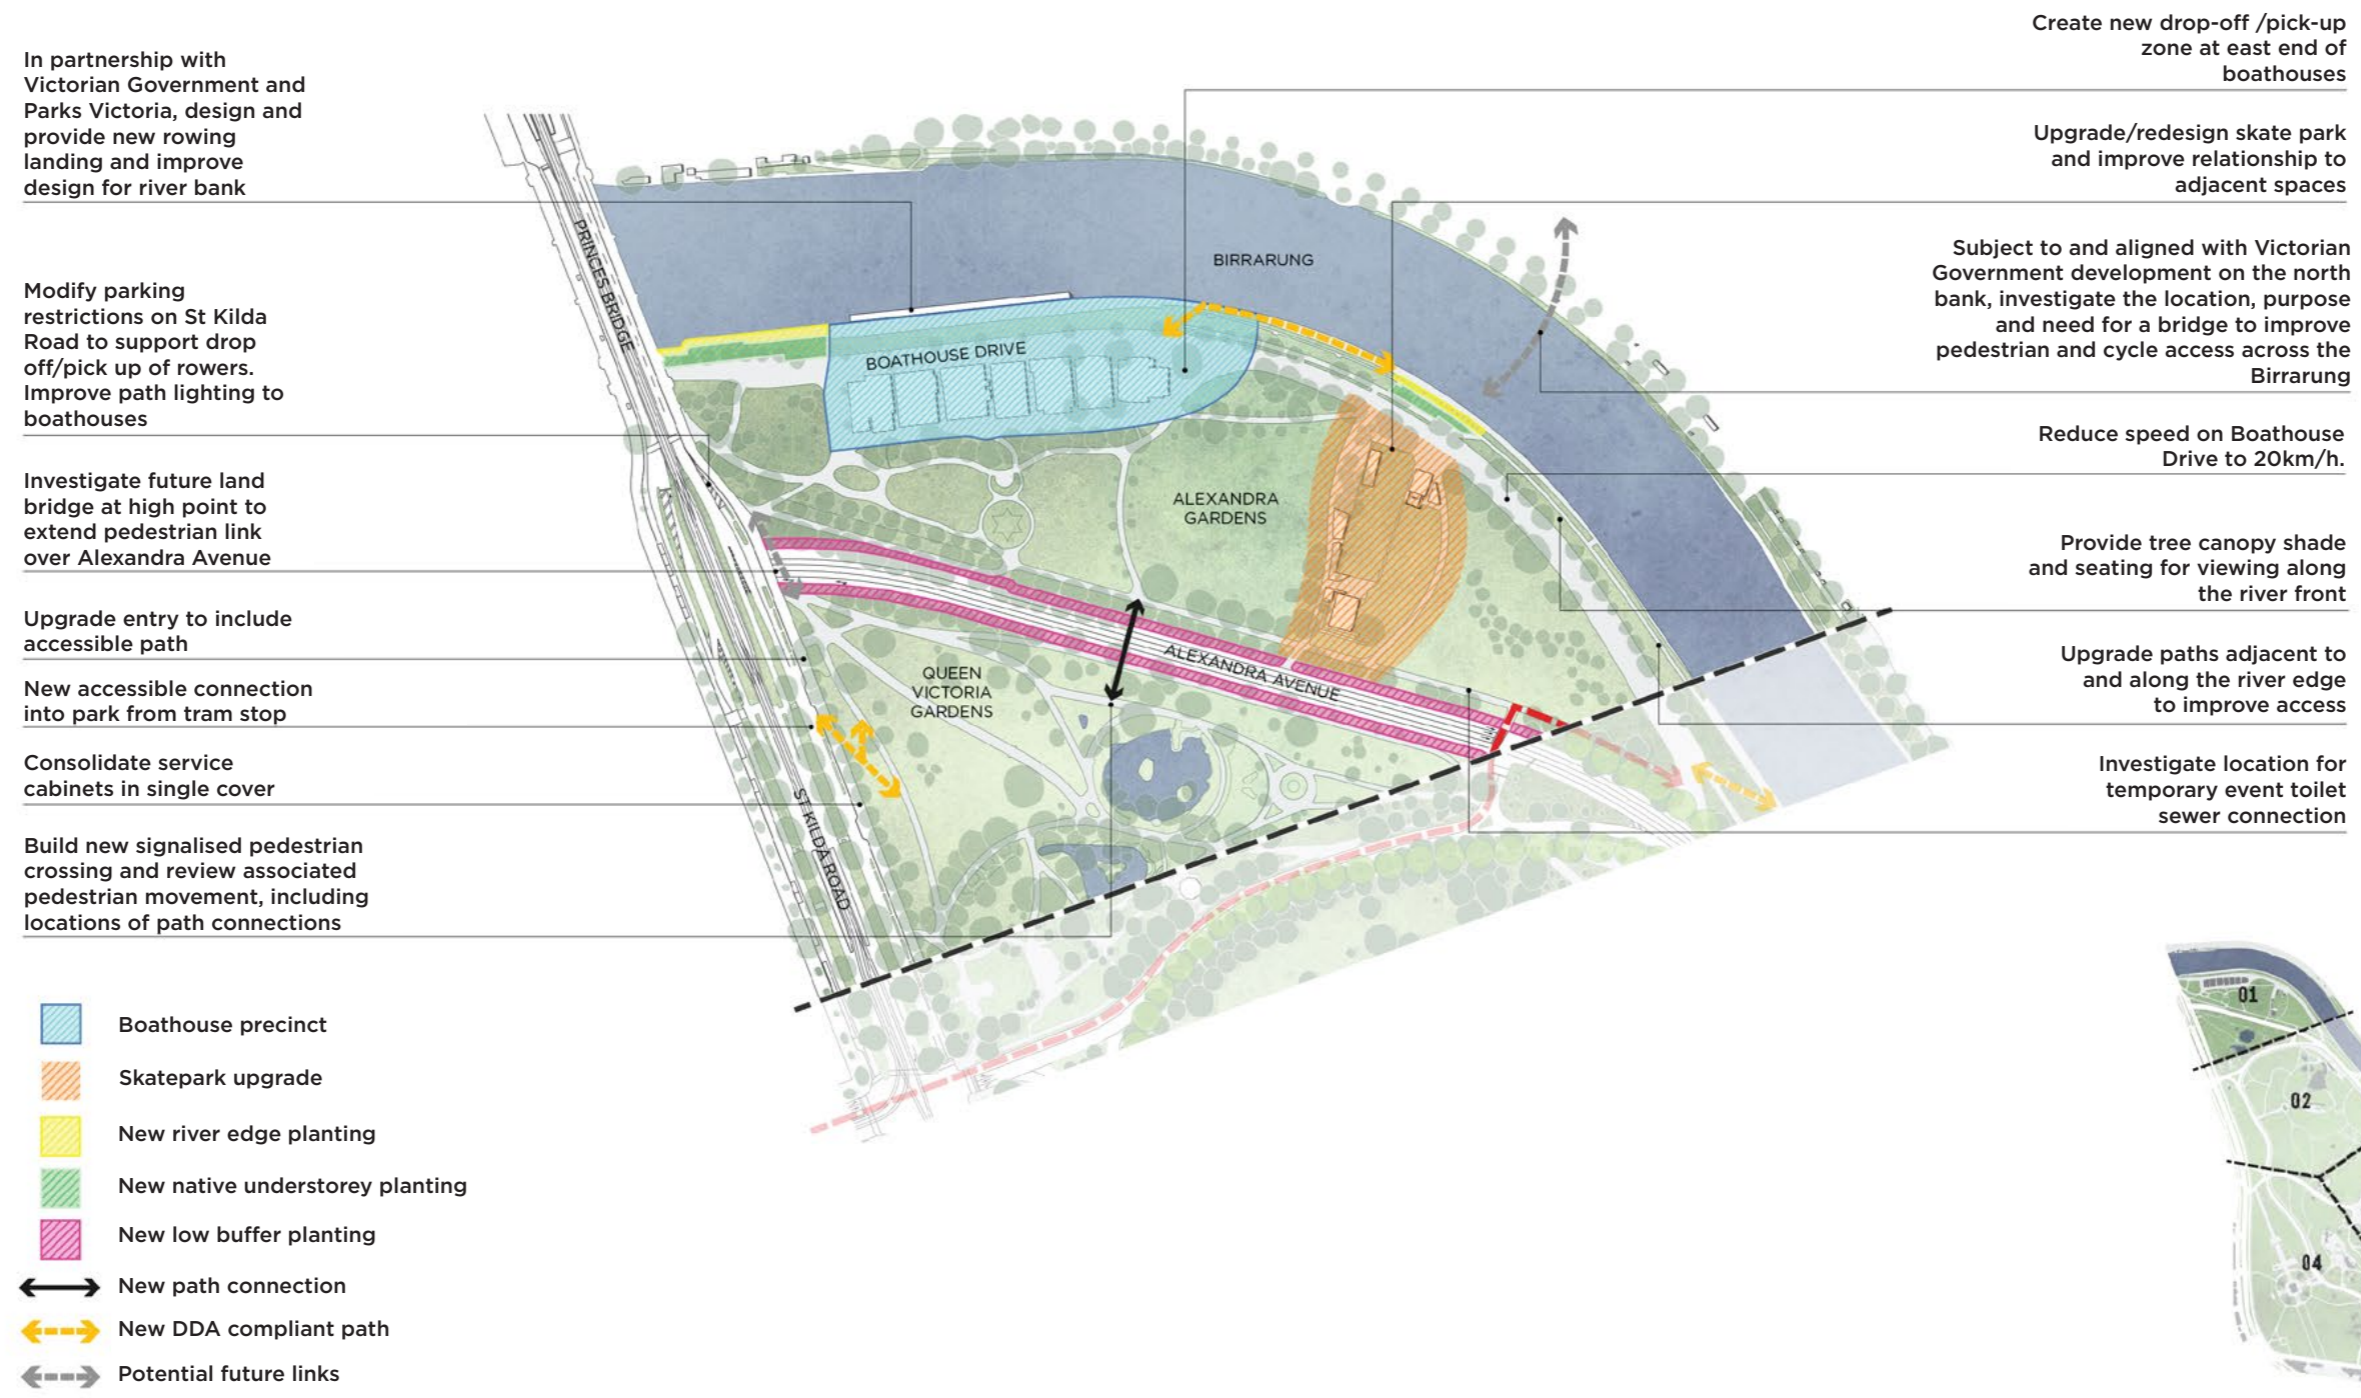 In partnership with
Victorian Government and
Parks Victoria, design and
provide new rowing
landing and improve
design for river bank
Modify parking
restrictions on St Kilda
Road to support drop
off/pick up of rowers.
Improve path lighting to
boathouses
Investigate future land
bridge at high point to
extend pedestrian link
over Alexandra Avenue
Upgrade entry to include
accessible path
New accessible connection
into park from tram stop
Consolidate service
cabinets in single cover
Build new signalised pedestrian
crossing and review associated
pedestrian movement, including
locations of path connections
PRINCES BRIDGE
BIRRARUNG
BOATHOUSE DRIVE
ALEXANDRA
GARDENS
ALEXANDRA AVENUE
QUEEN
VICTORIA
GARDENS
ST KILDA ROAD
Create new drop-off /pick-up
zone at east end of
boathouses
Upgrade/redesign skate park
and improve relationship to
adjacent spaces
Subject to and aligned with Victorian
Government development on the north
bank, investigate the location, purpose
and need for a bridge to improve
pedestrian and cycle access across the
Birrarung
Reduce speed on Boathouse
Drive to 20km/h.
Provide tree canopy shade
and seating for viewing along
the river front
Upgrade paths adjacent to
and along the river edge
to improve access
Investigate location for
temporary event toilet
sewer connection
Boathouse precinct
Skatepark upgrade
New river edge planting
New native understorey planting
New low buffer planting
New path connection
New DDA compliant path
Potential future links
01
02
04